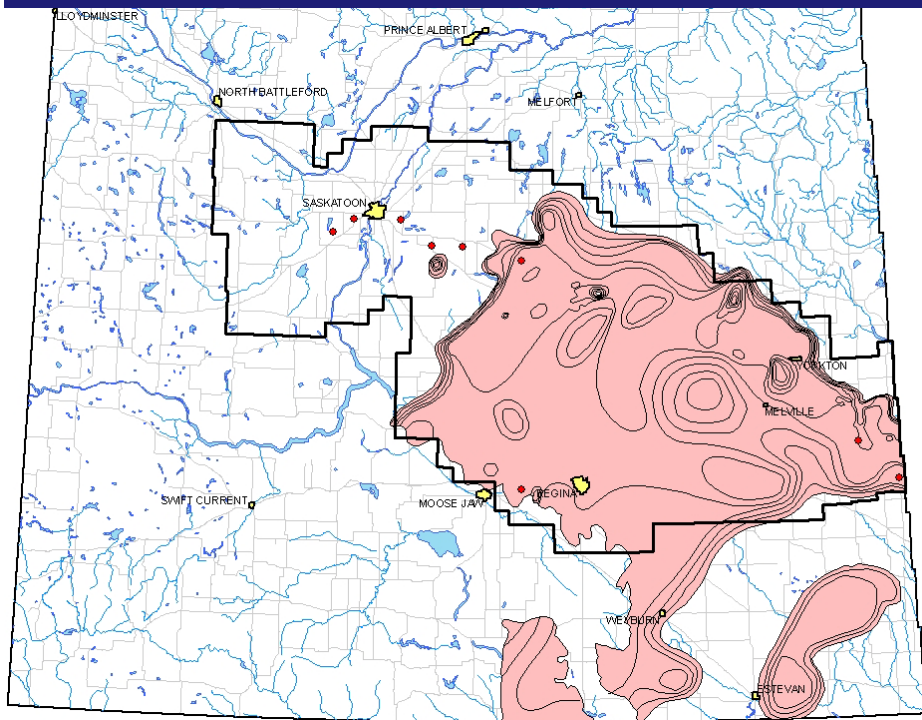 LLOYDMINSTER
PRINCE ALBERT
NORTH BATTLEFORD
MELFORT
SASKATOON
YORKTON
MELVILLE
SWIFT CURRENT
MOOSE JAW
REGINA
WEYBURN
ESTEVAN